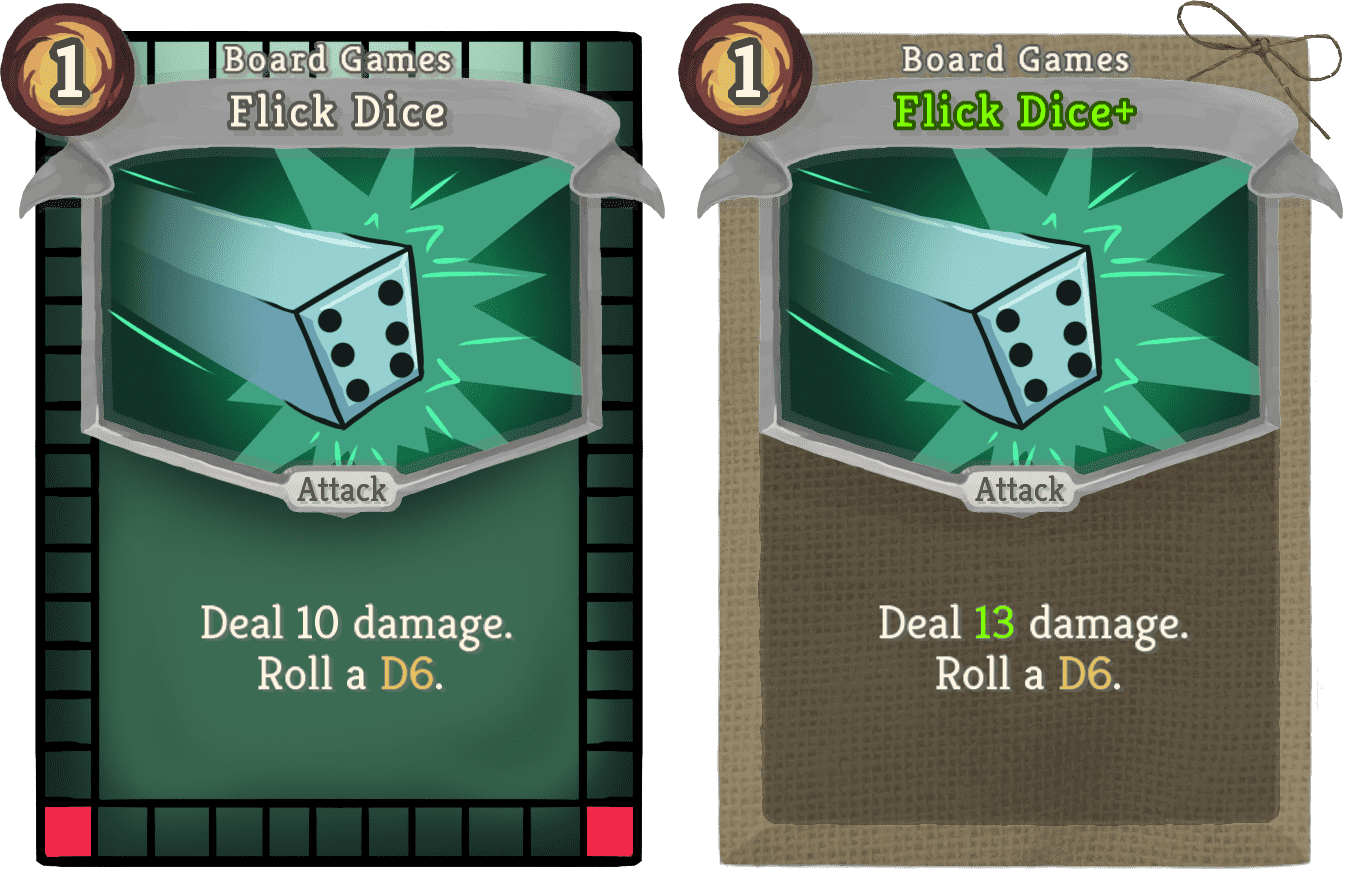 1
Board Games
Flick Dice
Attack
Deal 10 damage.
Roll a D6.
1
Board Games
Flick Dice+
Attack
Deal 13 damage.
Roll a D6.